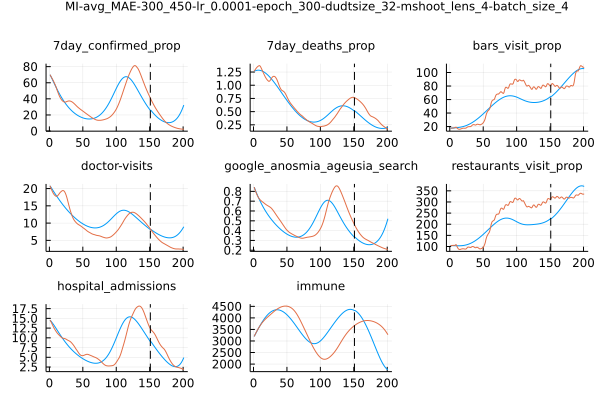 MI-avg_MAE-300_450-lr_0.0001-epoch_300-dudtsize_32-mshoot_lens_4-batch_size_4
7day_confirmed_prop 7day_deaths_prop bars_visit_prop
80 60 40 20 0
0 50 100 150 200
1.25 1.00 0.75 0.50 0.25
0 50 100 150 200
100 80 60 40 20
0 50 100 150 200
doctor-visits google_anosmia_ageusia_search restaurants_visit_prop
20 15 10 5
0 50 100 150 200
0.8 0.7 0.6 0.5 0.4 0.3 0.2
0 50 100 150 200
350 300 250 200 150 100
0 50 100 150 200
hospital_admissions immune
17.5 15.0 12.5 10.0 7.5 5.0 2.5
0 50 100 150 200
4500 4000 3500 3000 2500 2000
0 50 100 150 200